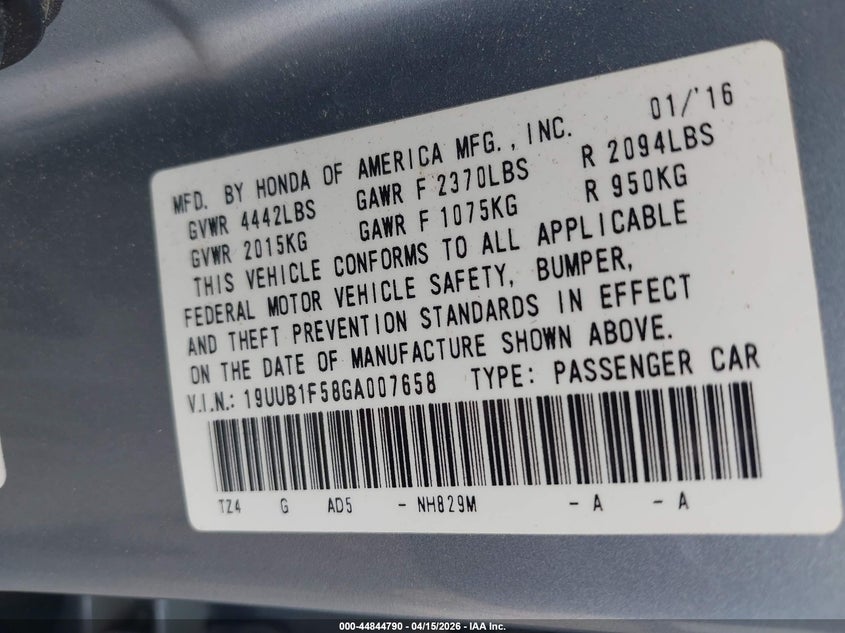 MFD. BY HONDA OF AMERICA MFG., INC. 01/'16
GVWR 4442LBS GAWR F 2370LBS R 2094LBS
GVWR 2015KG GAWR F 1075KG R 950KG
THIS VEHICLE CONFORMS TO ALL APPLICABLE
FEDERAL MOTOR VEHICLE SAFETY, BUMPER,
AND THEFT PREVENTION STANDARDS IN EFFECT
ON THE DATE OF MANUFACTURE SHOWN ABOVE.
V.I.N.: 19UUB1F58GA007658 TYPE: PASSENGER CAR
TZ4 G AD5 - NH829M - A - A
000-44844790 - 04/15/2026 - IAA Inc.